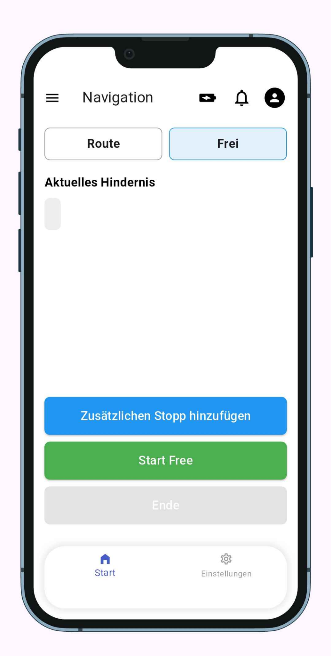 Navigation
Route
Frei
Aktuelles Hindernis
Zusätzlichen Stopp hinzufügen
Start Free
Ende
Start
Einstellungen